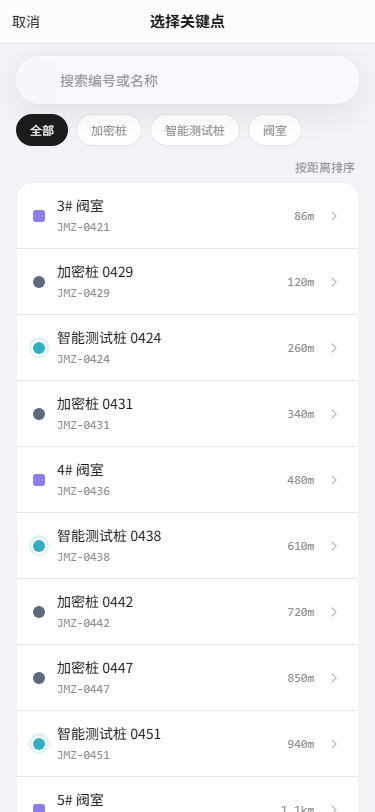 取消
选择关键点
搜索编号或名称
全部
加密桩
智能测试桩
阀室
按距离排序
3# 阀室
JMZ-0421
86m
加密桩 0429
JMZ-0429
120m
智能测试桩 0424
JMZ-0424
260m
加密桩 0431
JMZ-0431
340m
4# 阀室
JMZ-0436
480m
智能测试桩 0438
JMZ-0438
610m
加密桩 0442
JMZ-0442
720m
加密桩 0447
JMZ-0447
850m
智能测试桩 0451
JMZ-0451
940m
5# 阀室
1.1km